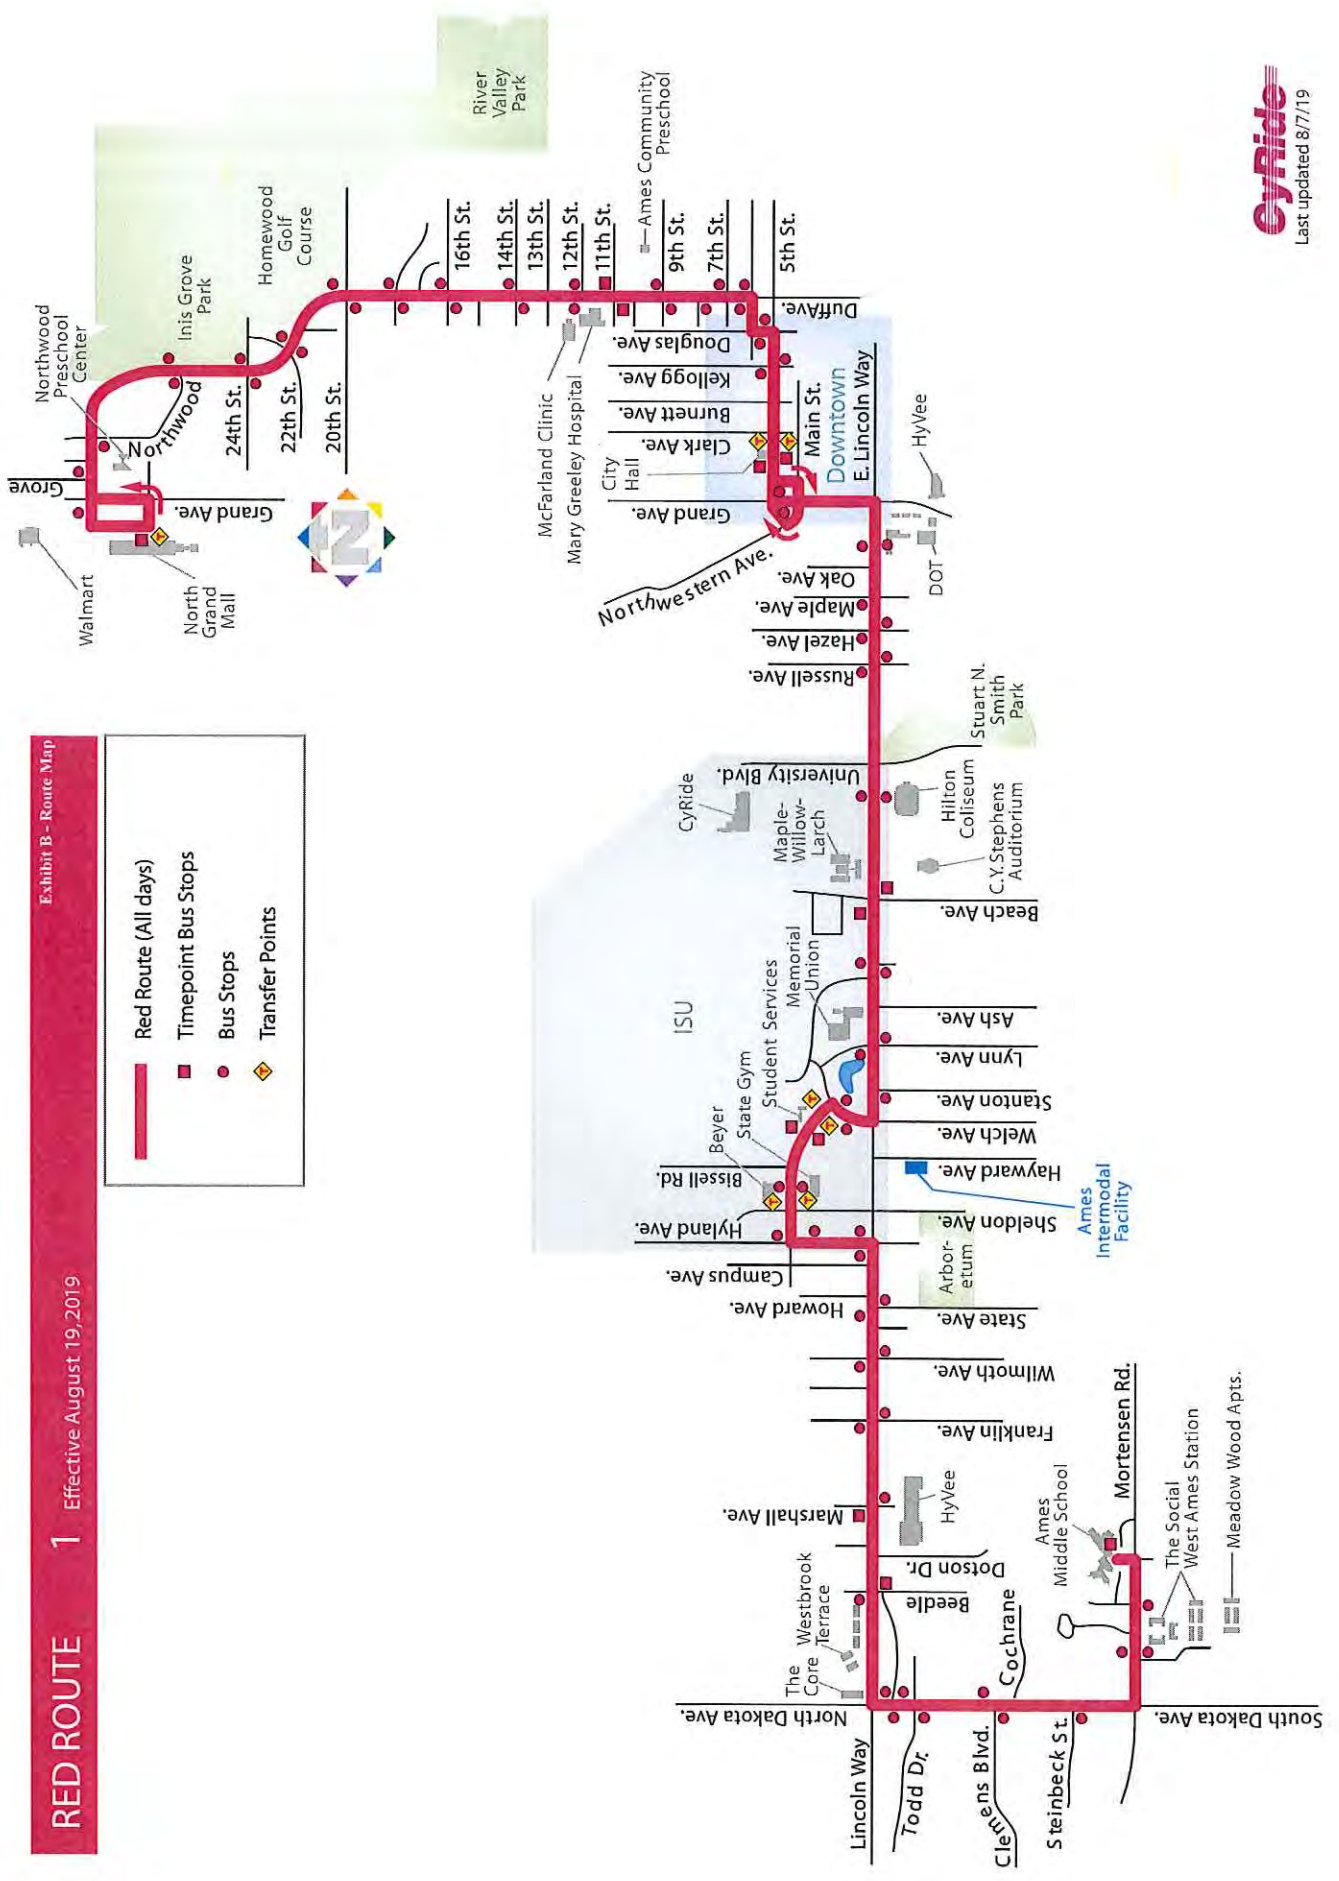 RED ROUTE 1 Effective August 19, 2019
Exhibit B - Route Map
Red Route (All days)
Timepoint Bus Stops
Bus Stops
Transfer Points
Walmart
North
Grand
Mall
Grove
Grand Ave.
Northwood
Preschool
Center
Northwood
Inis Grove
Park
Homewood
Golf
Course
River
Valley
Park
24th St.
22th St.
20th St.
16th St.
14th St.
13th St.
12th St.
11th St.
9th St.
7th St.
5th St.
Ames Community
Preschool
McFarland Clinic
Mary Greeley Hospital
N
City
Hall
Duff Ave.
Douglas Ave.
Kellogg Ave.
Burnett Ave.
Clark Ave.
Grand Ave.
Main St.
Downtown
E. Lincoln Way
Northwestern Ave.
HyVee
DOT
Oak Ave.
Maple Ave.
Hazel Ave.
Russell Ave.
Stuart N.
Smith
Park
University Blvd.
CyRide
Maple-
Willow-
Larch
Hilton
Coliseum
C.Y. Stephens
Auditorium
Beach Ave.
ISU
Memorial
Union
Student Services
State Gym
Beyer
Ash Ave.
Lynn Ave.
Stanton Ave.
Welch Ave.
Hayward Ave.
Sheldon Ave.
Ames
Intermodal
Facility
Bissell Rd.
Hyland Ave.
Campus Ave.
Howard Ave.
Arbor-
etum
State Ave.
Wilmoth Ave.
Franklin Ave.
Marshall Ave.
HyVee
Dotson Dr.
Beedle
Westbrook
Terrace
The
Core
North Dakota Ave.
Lincoln Way
Todd Dr.
Clemens Blvd.
Cochrane
Steinbeck St.
South Dakota Ave.
Ames
Middle School
Mortensen Rd.
The Social
West Ames Station
Meadow Wood Apts.
T
T
T
T
T
T
T
T
CyRide
Last updated 8/7/19